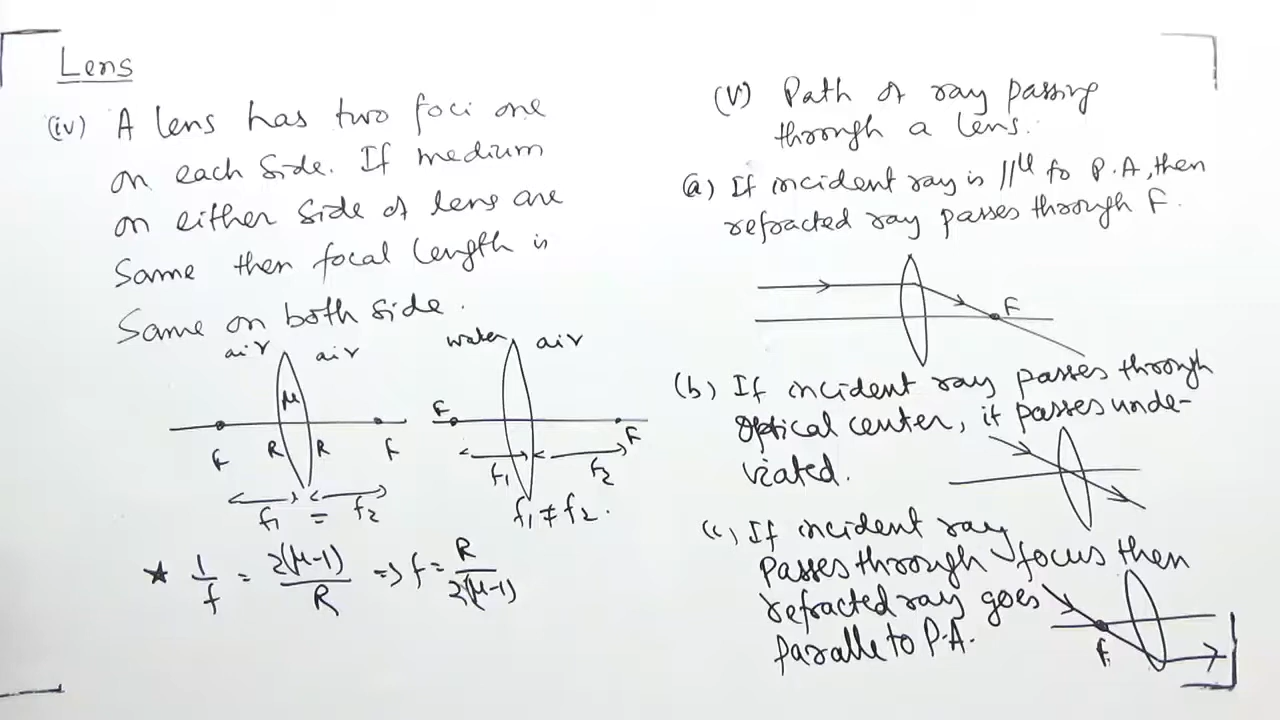 Lens
(iv) A lens has two foci one
on each side. If medium
on either side of lens are
Same then focal length is
Same on both side.
air air
μ
F R R F
f₁ = f₂
water air
F F
f₁ f₂
f₁ ≠ f₂.
★ 1/f = 2(μ-1)/R => f = R/2(μ-1)
(V) Path of ray passing
through a lens.
(a) If incident ray is ||ˡˡ to P.A, then
refracted ray passes through F.
F
(b) If incident ray passes through
optical center, it passes unde-
viated.
(c) If incident ray
passes through focus then
refracted ray goes
paralle to P.A.
F